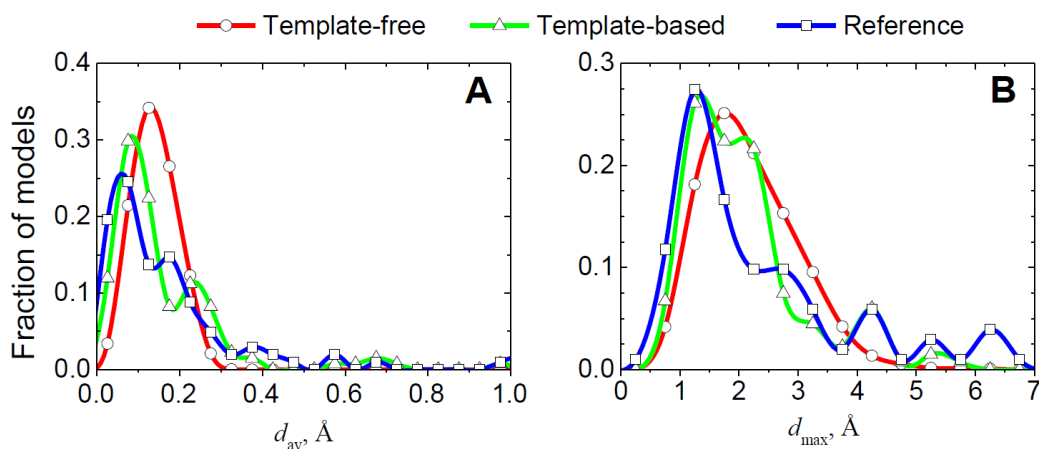 Template-free Template-based Reference
Fraction of models
A
0.4
0.3
0.2
0.1
0.0
0.0 0.2 0.4 0.6 0.8 1.0
d_av, Å
B
0.3
0.2
0.1
0.0
0 1 2 3 4 5 6 7
d_max, Å